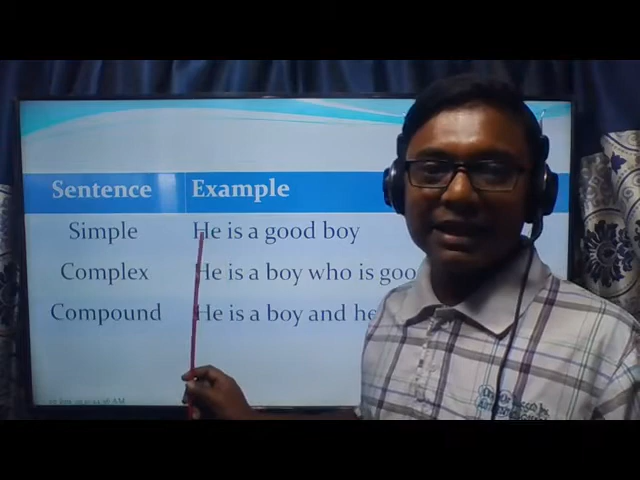 Sentence Example
Simple He is a good boy
Complex He is a boy who is goo
Compound He is a boy and he